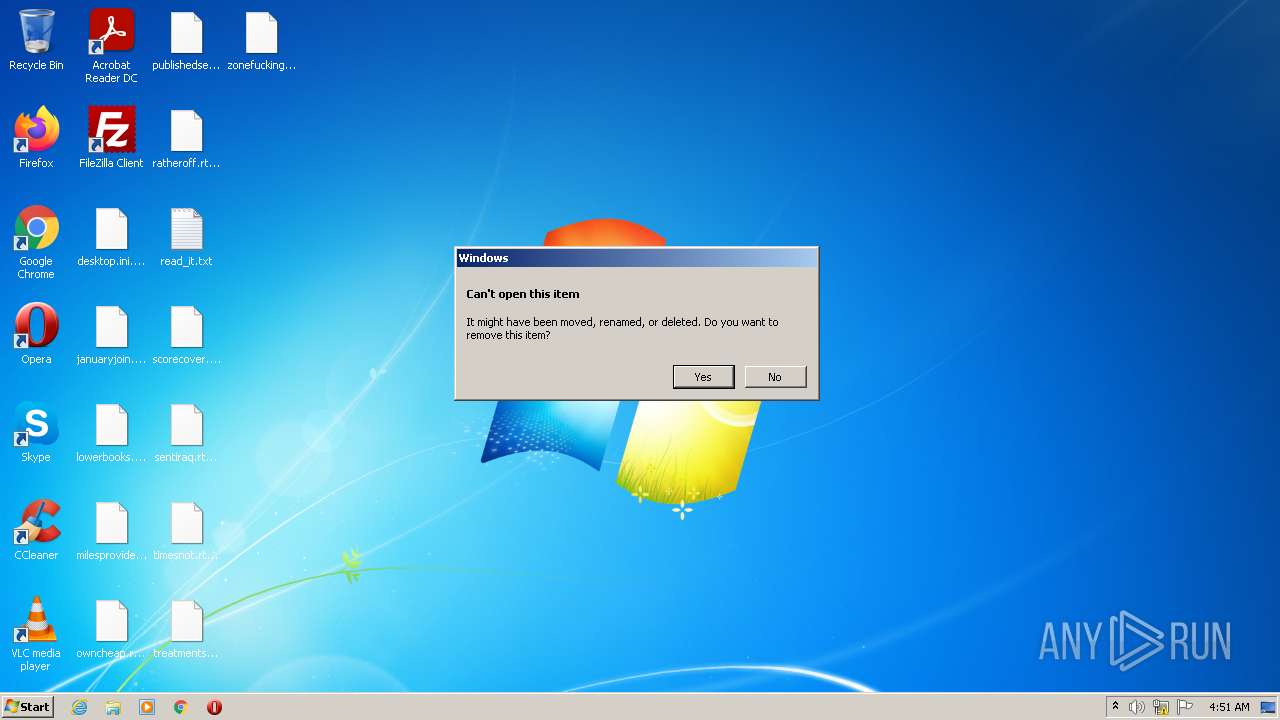 Recycle Bin
Acrobat
Reader DC
publishedse...
zonefucking...
Firefox
FileZilla Client
ratheroff.rt...
Google
Chrome
desktop.ini....
read_it.txt
Opera
januaryjoin....
scorecover....
Skype
lowerbooks....
sentiraq.rt...
CCleaner
milesprovide...
timesnot.rt...
VLC media
player
owncheap.r...
treatments...
Windows
Can't open this item
It might have been moved, renamed, or deleted. Do you want to
remove this item?
Yes
No
ANY RUN
Start
4:51 AM